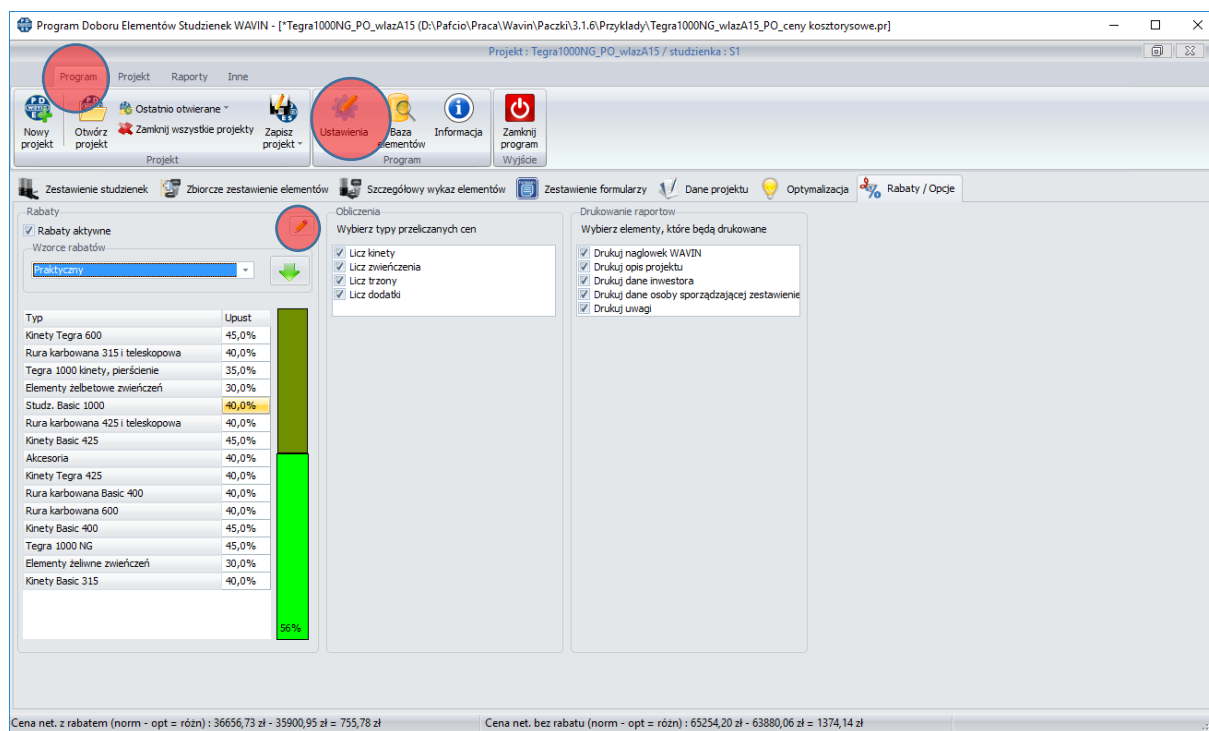 Program Doboru Elementów Studzienek WAVIN - [*Tegra1000NG_PO_wlazA15 (D:\Pafcio\Praca\Wavin\Paczki\3.1.6\Przyklady\Tegra1000NG_wlazA15_PO_ceny kosztorysowe.pr]
Projekt : Tegra1000NG_PO_wlazA15 / studzienka : S1
Program Projekt Raporty Inne
Nowy projekt
Otwórz projekt
Ostatnio otwierane
Zamknij wszystkie projekty
Zapisz projekt
Ustawienia
Baza elementów
Informacja
Zamknij program
Projekt Program Wyjście
Zestawienie studzienek Zbiorcze zestawienie elementów Szczegółowy wykaz elementów Zestawienie formularzy Dane projektu Optymalizacja Rabaty / Opcje
Rabaty
Rabaty aktywne
Wzorce rabatów
Praktyczny
Typ Upust
Kinety Tegra 600 45,0%
Rura karbowana 315 i teleskopowa 40,0%
Tegra 1000 kinety, pierścienie 35,0%
Elementy żelbetowe zwieńczeń 30,0%
Studz. Basic 1000 40,0%
Rura karbowana 425 i teleskopowa 40,0%
Kinety Basic 425 45,0%
Akcesoria 40,0%
Kinety Tegra 425 40,0%
Rura karbowana Basic 400 40,0%
Rura karbowana 600 40,0%
Kinety Basic 400 45,0%
Tegra 1000 NG 45,0%
Elementy żeliwne zwieńczeń 30,0%
Kinety Basic 315 40,0%
56%
Obliczenia
Wybierz typy przeliczanych cen
Licz kinety
Licz zwieńczenia
Licz trzony
Licz dodatki
Drukowanie raportow
Wybierz elementy, które będą drukowane
Drukuj naglowek WAVIN
Drukuj opis projektu
Drukuj dane inwestora
Drukuj dane osoby sporządzającej zestawienie
Drukuj uwagi
Cena net. z rabatem (norm - opt = różn) : 36656,73 zł - 35900,95 zł = 755,78 zł
Cena net. bez rabatu (norm - opt = różn) : 65254,20 zł - 63880,06 zł = 1374,14 zł